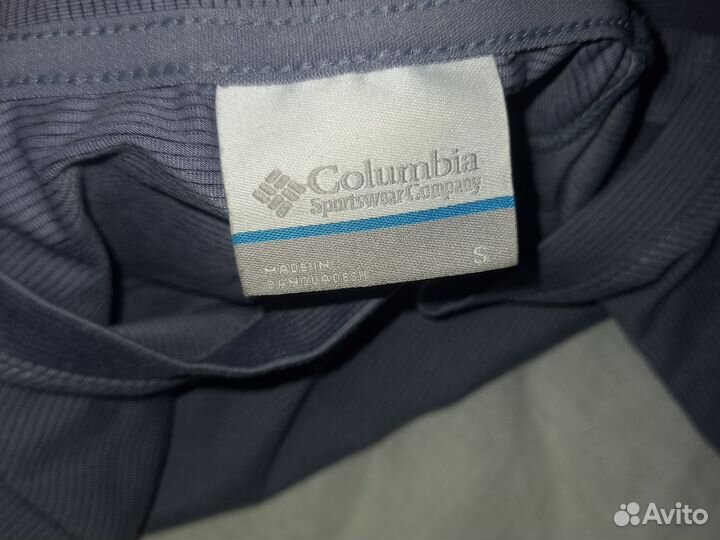 Columbia
Sportswear Company
MADE IN
BANGLADESH
S
Avito